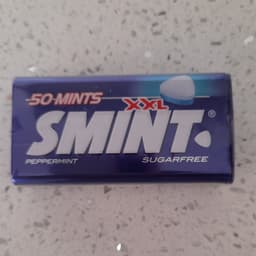 50 MINTS
XXL
SMINT®
PEPPERMINT SUGARFREE